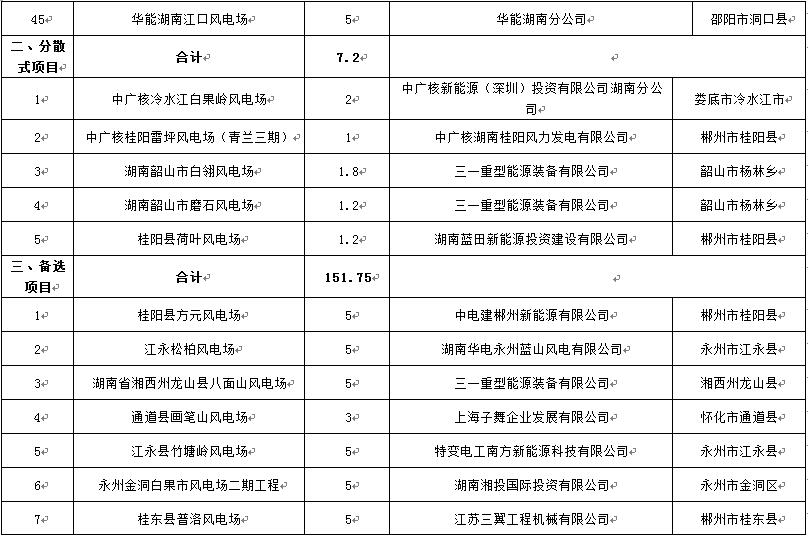 45 华能湖南江口风电场 5 华能湖南分公司 邵阳市洞口县
二、分散
式项目 合计 7.2
1 中广核冷水江白果岭风电场 2 中广核新能源（深圳）投资有限公司湖南分公
司 娄底市冷水江市
2 中广核桂阳雷坪风电场（青兰三期） 1 中广核湖南桂阳风力发电有限公司 郴州市桂阳县
3 湖南韶山市白翎风电场 1.8 三一重型能源装备有限公司 韶山市杨林乡
4 湖南韶山市磨石风电场 1.2 三一重型能源装备有限公司 韶山市杨林乡
5 桂阳县荷叶风电场 1.2 湖南蓝田新能源投资建设有限公司 郴州市桂阳县
三、备选
项目 合计 151.75
1 桂阳县方元风电场 5 中电建郴州新能源有限公司 郴州市桂阳县
2 江永松柏风电场 5 湖南华电永州蓝山风电有限公司 永州市江永县
3 湖南省湘西州龙山县八面山风电场 5 三一重型能源装备有限公司 湘西州龙山县
4 通道县画笔山风电场 3 上海子舞企业发展有限公司 怀化市通道县
5 江永县竹塘岭风电场 5 特变电工南方新能源科技有限公司 永州市江永县
6 永州金洞白果市风电场二期工程 5 湖南湘投国际投资有限公司 永州市金洞区
7 桂东县普洛风电场 5 江苏三翼工程机械有限公司 郴州市桂东县